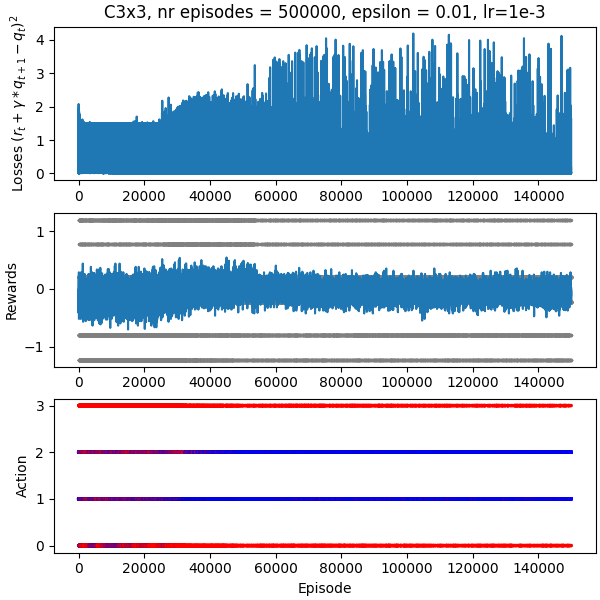 C3x3, nr episodes = 500000, epsilon = 0.01, lr=1e-3
Losses $(r_t + \gamma * q_{t+1} - q_t)^2$
4
3
2
1
0
0 20000 40000 60000 80000 100000 120000 140000
Rewards
1
0
−1
0 20000 40000 60000 80000 100000 120000 140000
Action
3
2
1
0
0 20000 40000 60000 80000 100000 120000 140000
Episode